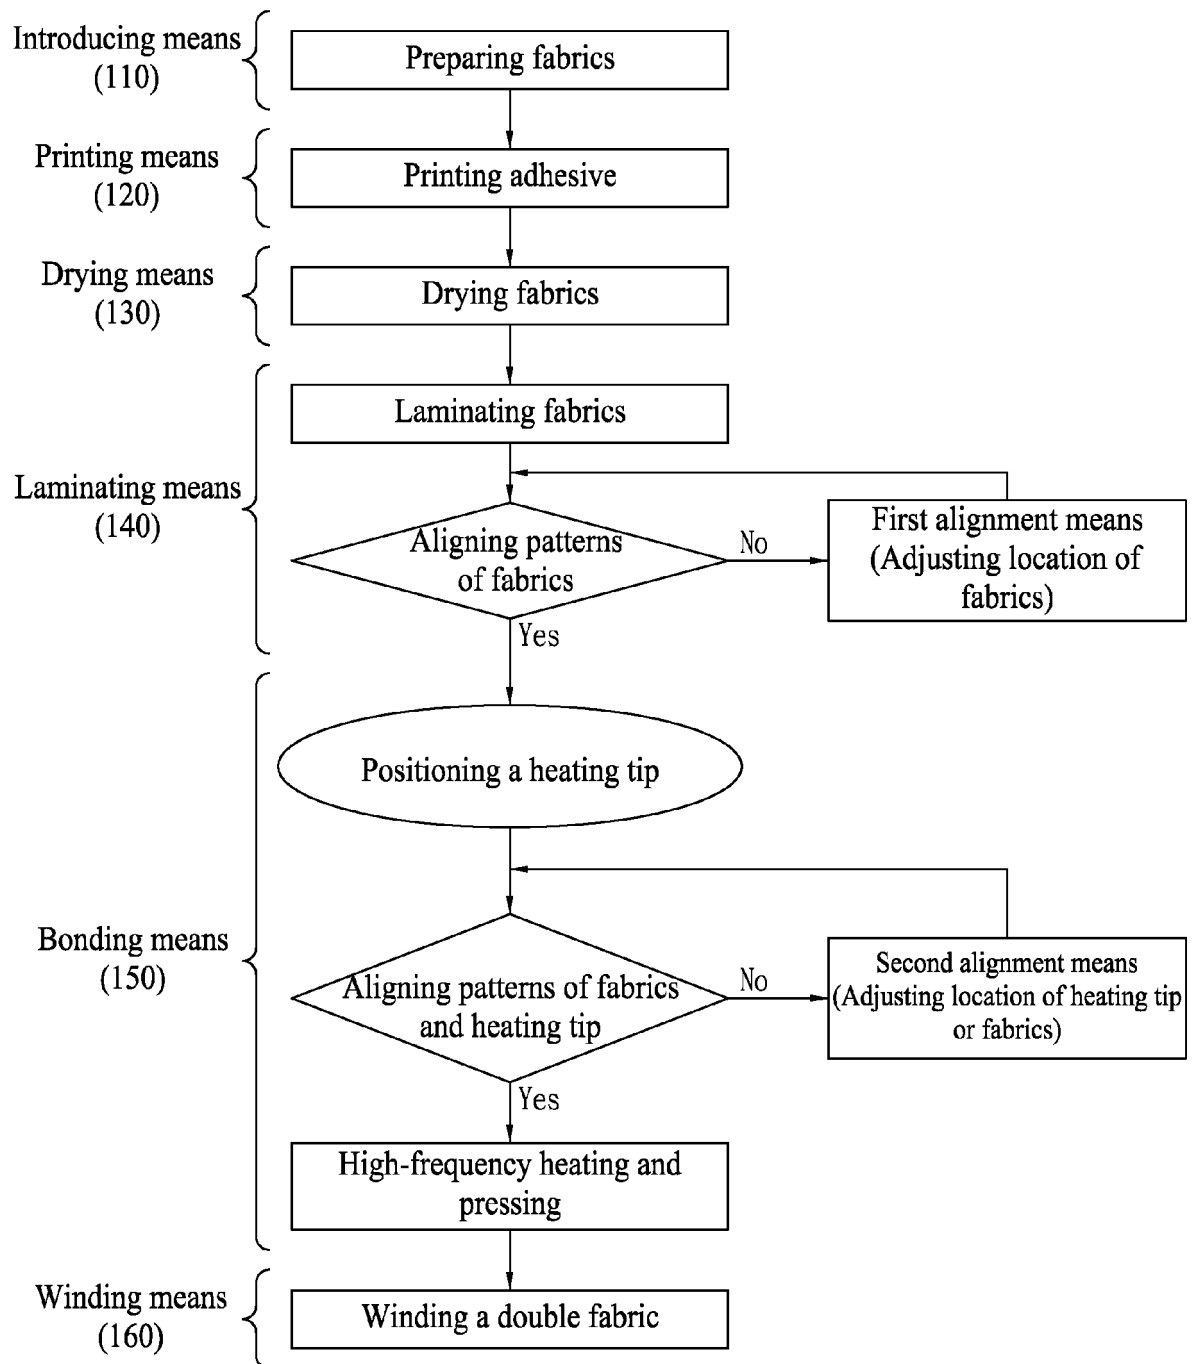 Introducing means
(110)
Preparing fabrics
Printing means
(120)
Printing adhesive
Drying means
(130)
Drying fabrics
Laminating means
(140)
Laminating fabrics
Aligning patterns
of fabrics
No
First alignment means
(Adjusting location of
fabrics)
Yes
Bonding means
(150)
Positioning a heating tip
Aligning patterns of fabrics
and heating tip
No
Second alignment means
(Adjusting location of heating tip
or fabrics)
Yes
High-frequency heating and
pressing
Winding means
(160)
Winding a double fabric